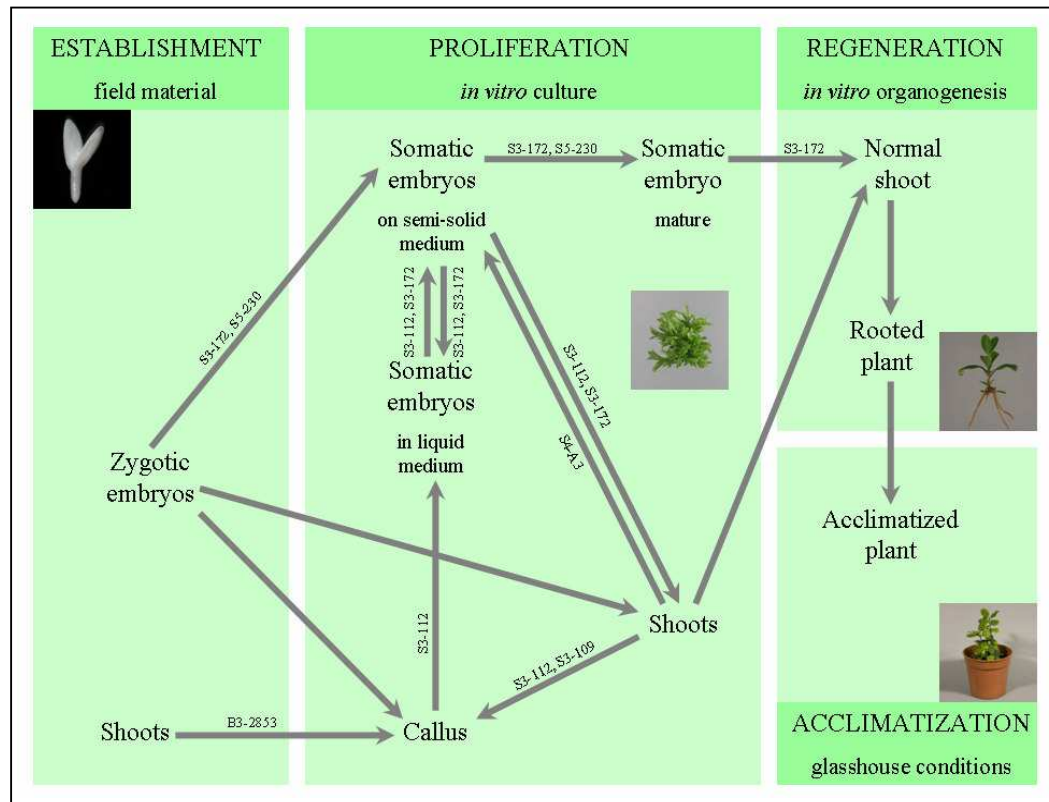 ESTABLISHMENT
field material
PROLIFERATION
in vitro culture
REGENERATION
in vitro organogenesis
Somatic
embryos
on semi-solid
medium
S3-172, S5-230
Somatic
embryo
mature
S3-172
Normal
shoot
S3-172, S5-230
S3-112, S3-172
S3-112, S3-172
Somatic
embryos
in liquid
medium
S3-112, S3-172
S4-A3
Rooted
plant
Zygotic
embryos
Acclimatized
plant
S3-112
Shoots
S3-112, S3-109
Shoots
B3-2853
Callus
ACCLIMATIZATION
glasshouse conditions